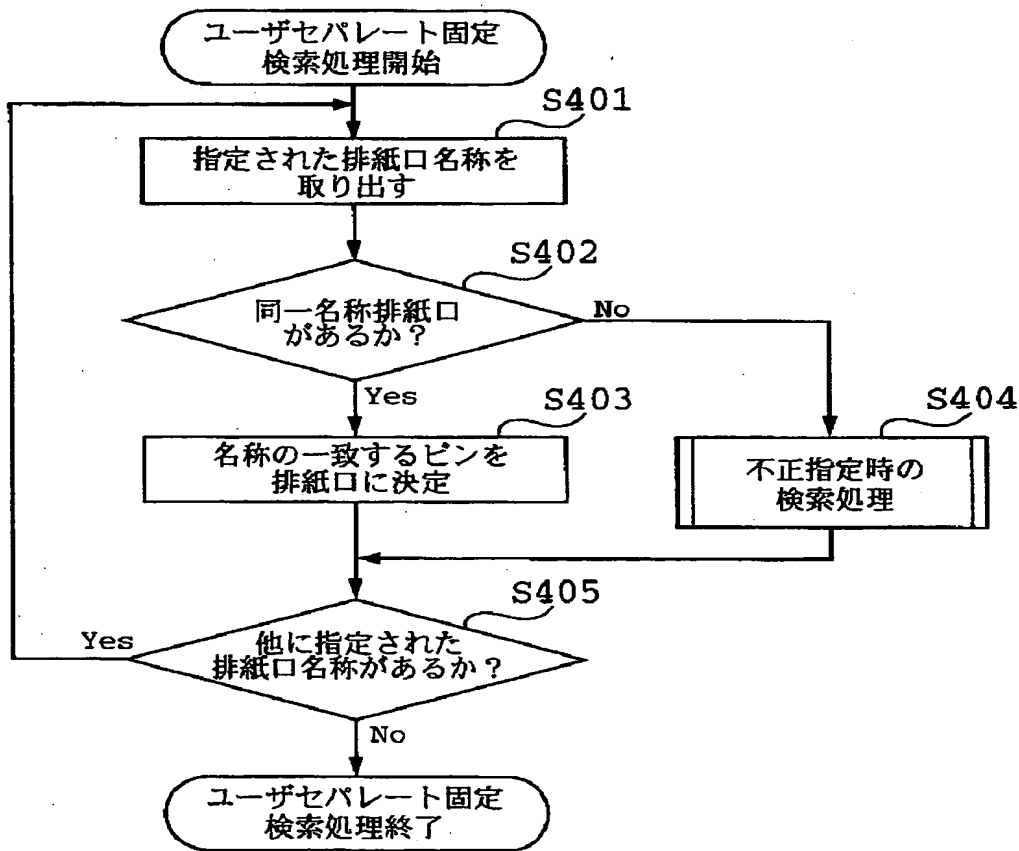 ユーザセパレート固定
検索処理開始
S401
指定された排紙口名称を
取り出す
S402
同一名称排紙口
があるか？
No
Yes
S403
名称の一致するビンを
排紙口に決定
S404
不正指定時の
検索処理
S405
他に指定された
排紙口名称があるか？
Yes
No
ユーザセパレート固定
検索処理終了